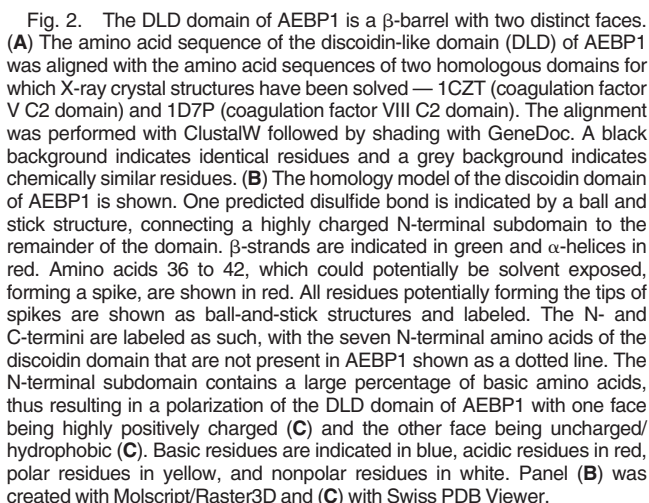 Fig. 2. The DLD domain of AEBP1 is a β-barrel with two distinct faces.
(A) The amino acid sequence of the discoidin-like domain (DLD) of AEBP1
was aligned with the amino acid sequences of two homologous domains for
which X-ray crystal structures have been solved — 1CZT (coagulation factor
V C2 domain) and 1D7P (coagulation factor VIII C2 domain). The alignment
was performed with ClustalW followed by shading with GeneDoc. A black
background indicates identical residues and a grey background indicates
chemically similar residues. (B) The homology model of the discoidin domain
of AEBP1 is shown. One predicted disulfide bond is indicated by a ball and
stick structure, connecting a highly charged N-terminal subdomain to the
remainder of the domain. β-strands are indicated in green and α-helices in
red. Amino acids 36 to 42, which could potentially be solvent exposed,
forming a spike, are shown in red. All residues potentially forming the tips of
spikes are shown as ball-and-stick structures and labeled. The N- and
C-termini are labeled as such, with the seven N-terminal amino acids of the
discoidin domain that are not present in AEBP1 shown as a dotted line. The
N-terminal subdomain contains a large percentage of basic amino acids,
thus resulting in a polarization of the DLD domain of AEBP1 with one face
being highly positively charged (C) and the other face being uncharged/
hydrophobic (C). Basic residues are indicated in blue, acidic residues in red,
polar residues in yellow, and nonpolar residues in white. Panel (B) was
created with Molscript/Raster3D and (C) with Swiss PDB Viewer.